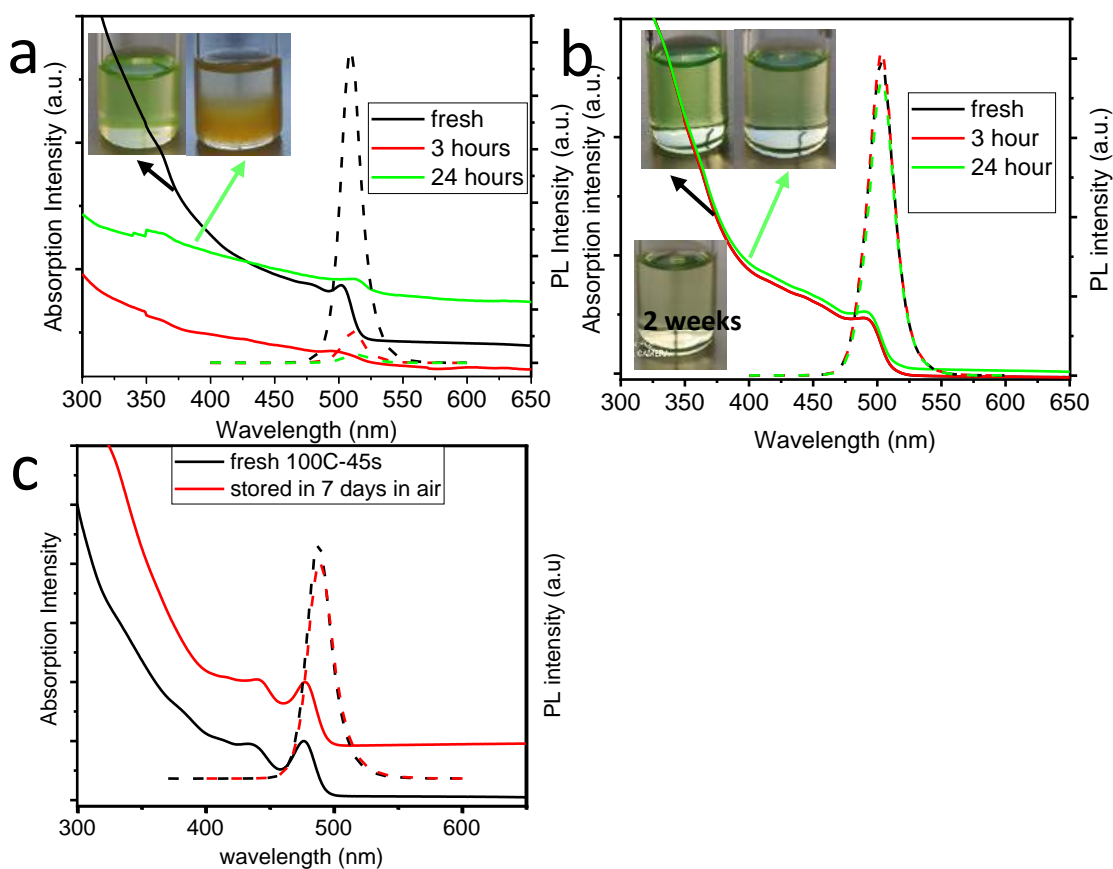 a
Absorption Intensity (a.u.)
PL Intensity (a.u.)
fresh
3 hours
24 hours
300 350 400 450 500 550 600 650
Wavelength (nm)
b
Absorption intensity (a.u.)
PL intensity (a.u.)
fresh
3 hour
24 hour
2 weeks
CAMERA
300 350 400 450 500 550 600 650
Wavelength (nm)
c
Absorption Intensity
PL intensity (a.u)
fresh 100C-45s
stored in 7 days in air
300 400 500 600
wavelength (nm)